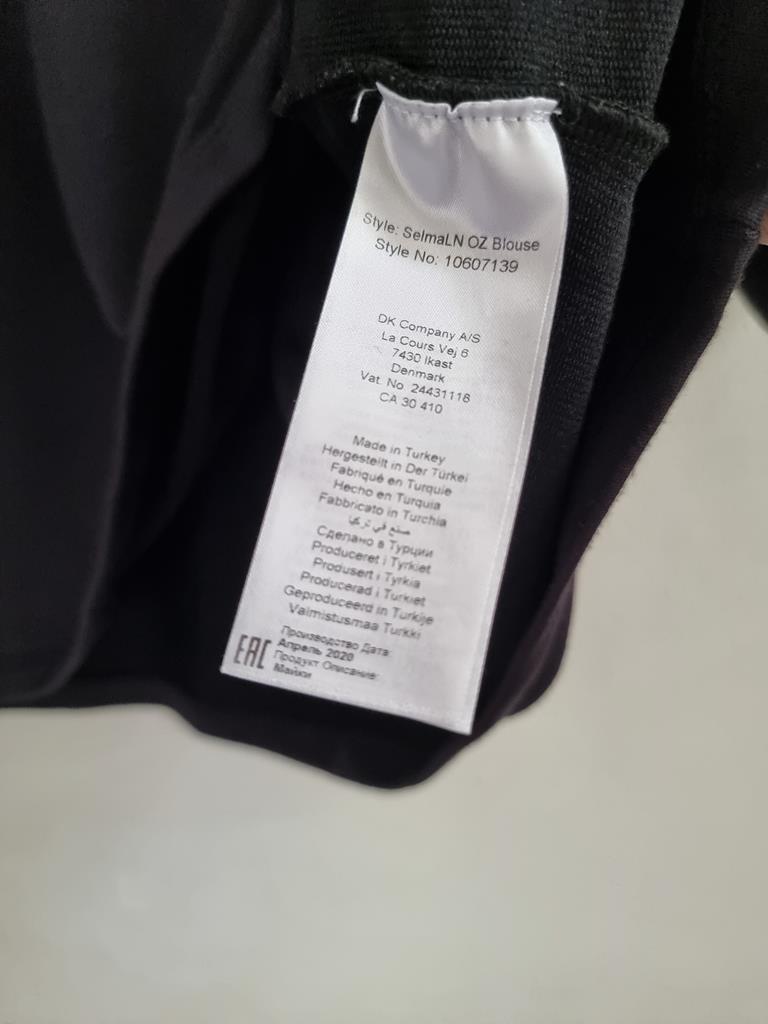 Style: SelmaLN OZ Blouse
Style No: 10607139
DK Company A/S
La Cours Vej 6
7430 Ikast
Denmark
Vat. No. 24431118
CA 30 410
Made in Turkey
Hergestellt in Der Türkei
Fabriqué en Turquie
Hecho en Turquia
Fabbricato in Turchia
صنع في تركيا
Сделано в Турции
Produceret i Tyrkiet
Produsert i Tyrkia
Producerad i Turkiet
Geproduceerd in Turkije
Valmistusmaa Turkki
EAC
Производство Дата:
Апрель 2020
Продукт Описание:
Майки